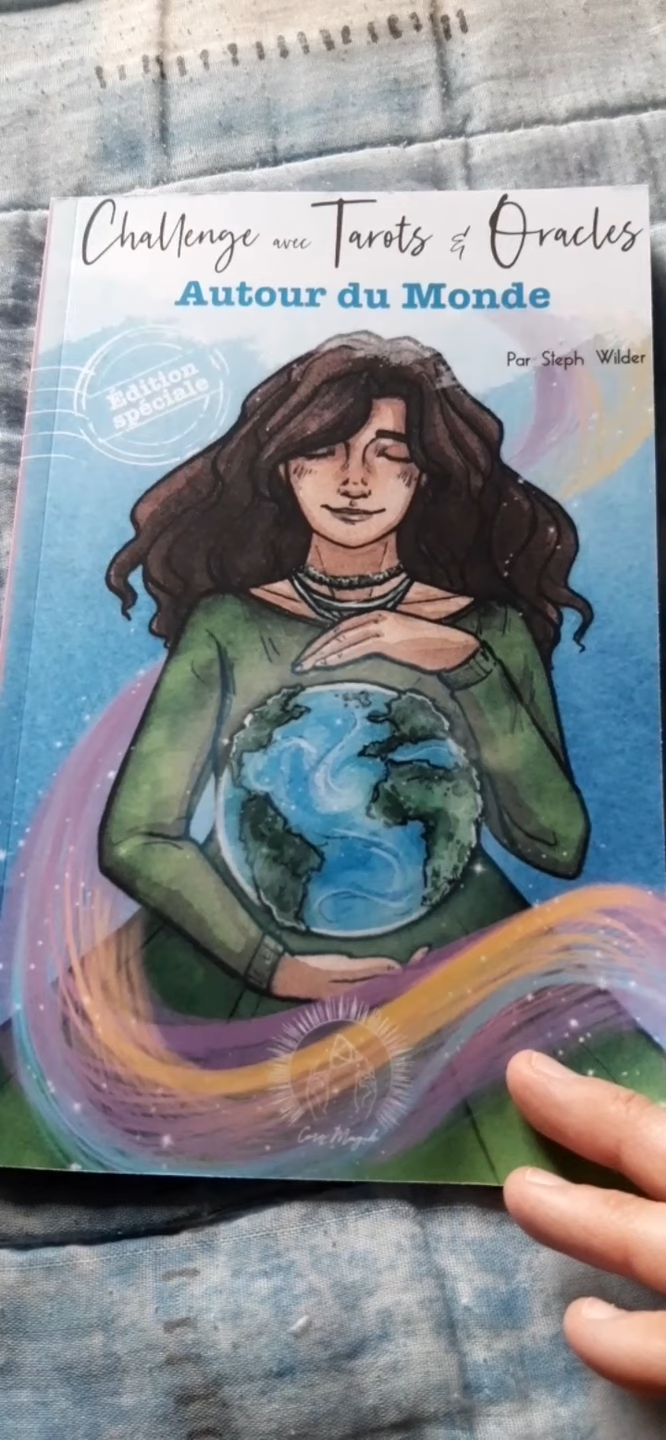 Challenge avec Tarots & Oracles
Autour du Monde
Par Steph Wilder
Édition
spéciale